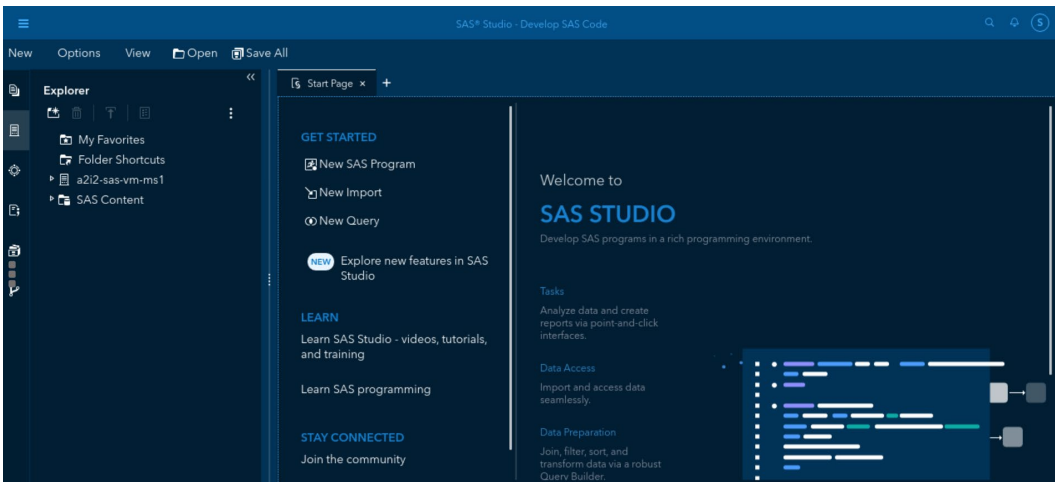 SAS® Studio - Develop SAS Code
S
New Options View Open Save All
Explorer
My Favorites
Folder Shortcuts
a2i2-sas-vm-ms1
SAS Content
Start Page × +
GET STARTED
New SAS Program
New Import
New Query
NEW Explore new features in SAS
Studio
LEARN
Learn SAS Studio - videos, tutorials,
and training
Learn SAS programming
STAY CONNECTED
Join the community
Welcome to
SAS STUDIO
Develop SAS programs in a rich programming environment.
Tasks
Analyze data and create
reports via point-and-click
interfaces.
Data Access
Import and access data
seamlessly.
Data Preparation
Join, filter, sort, and
transform data via a robust
Query Builder.